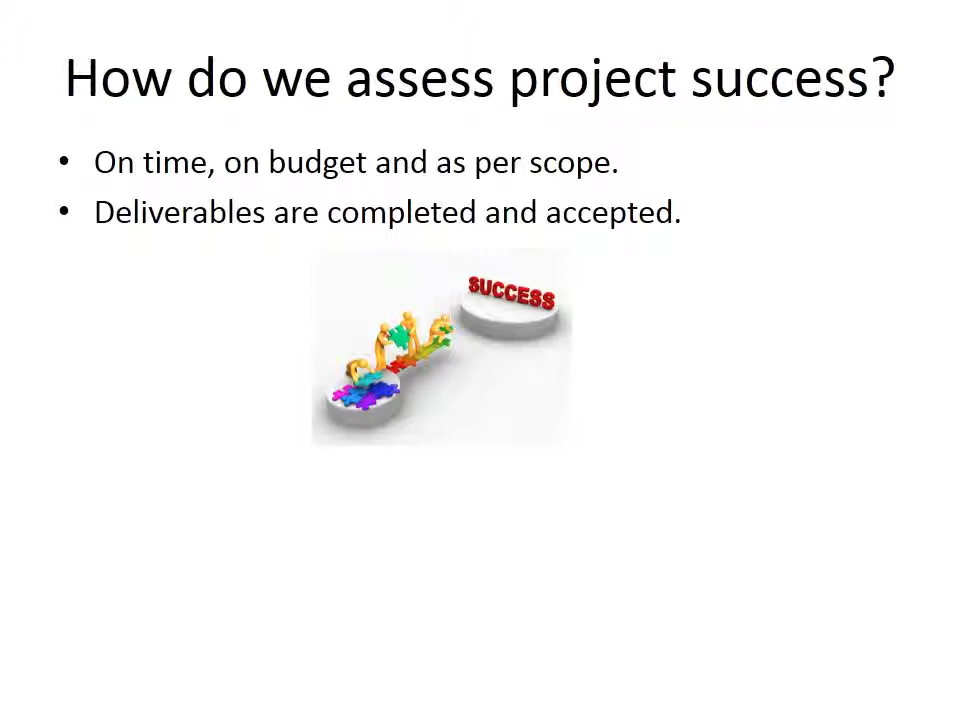 How do we assess project success?
• On time, on budget and as per scope.
• Deliverables are completed and accepted.
SUCCESS